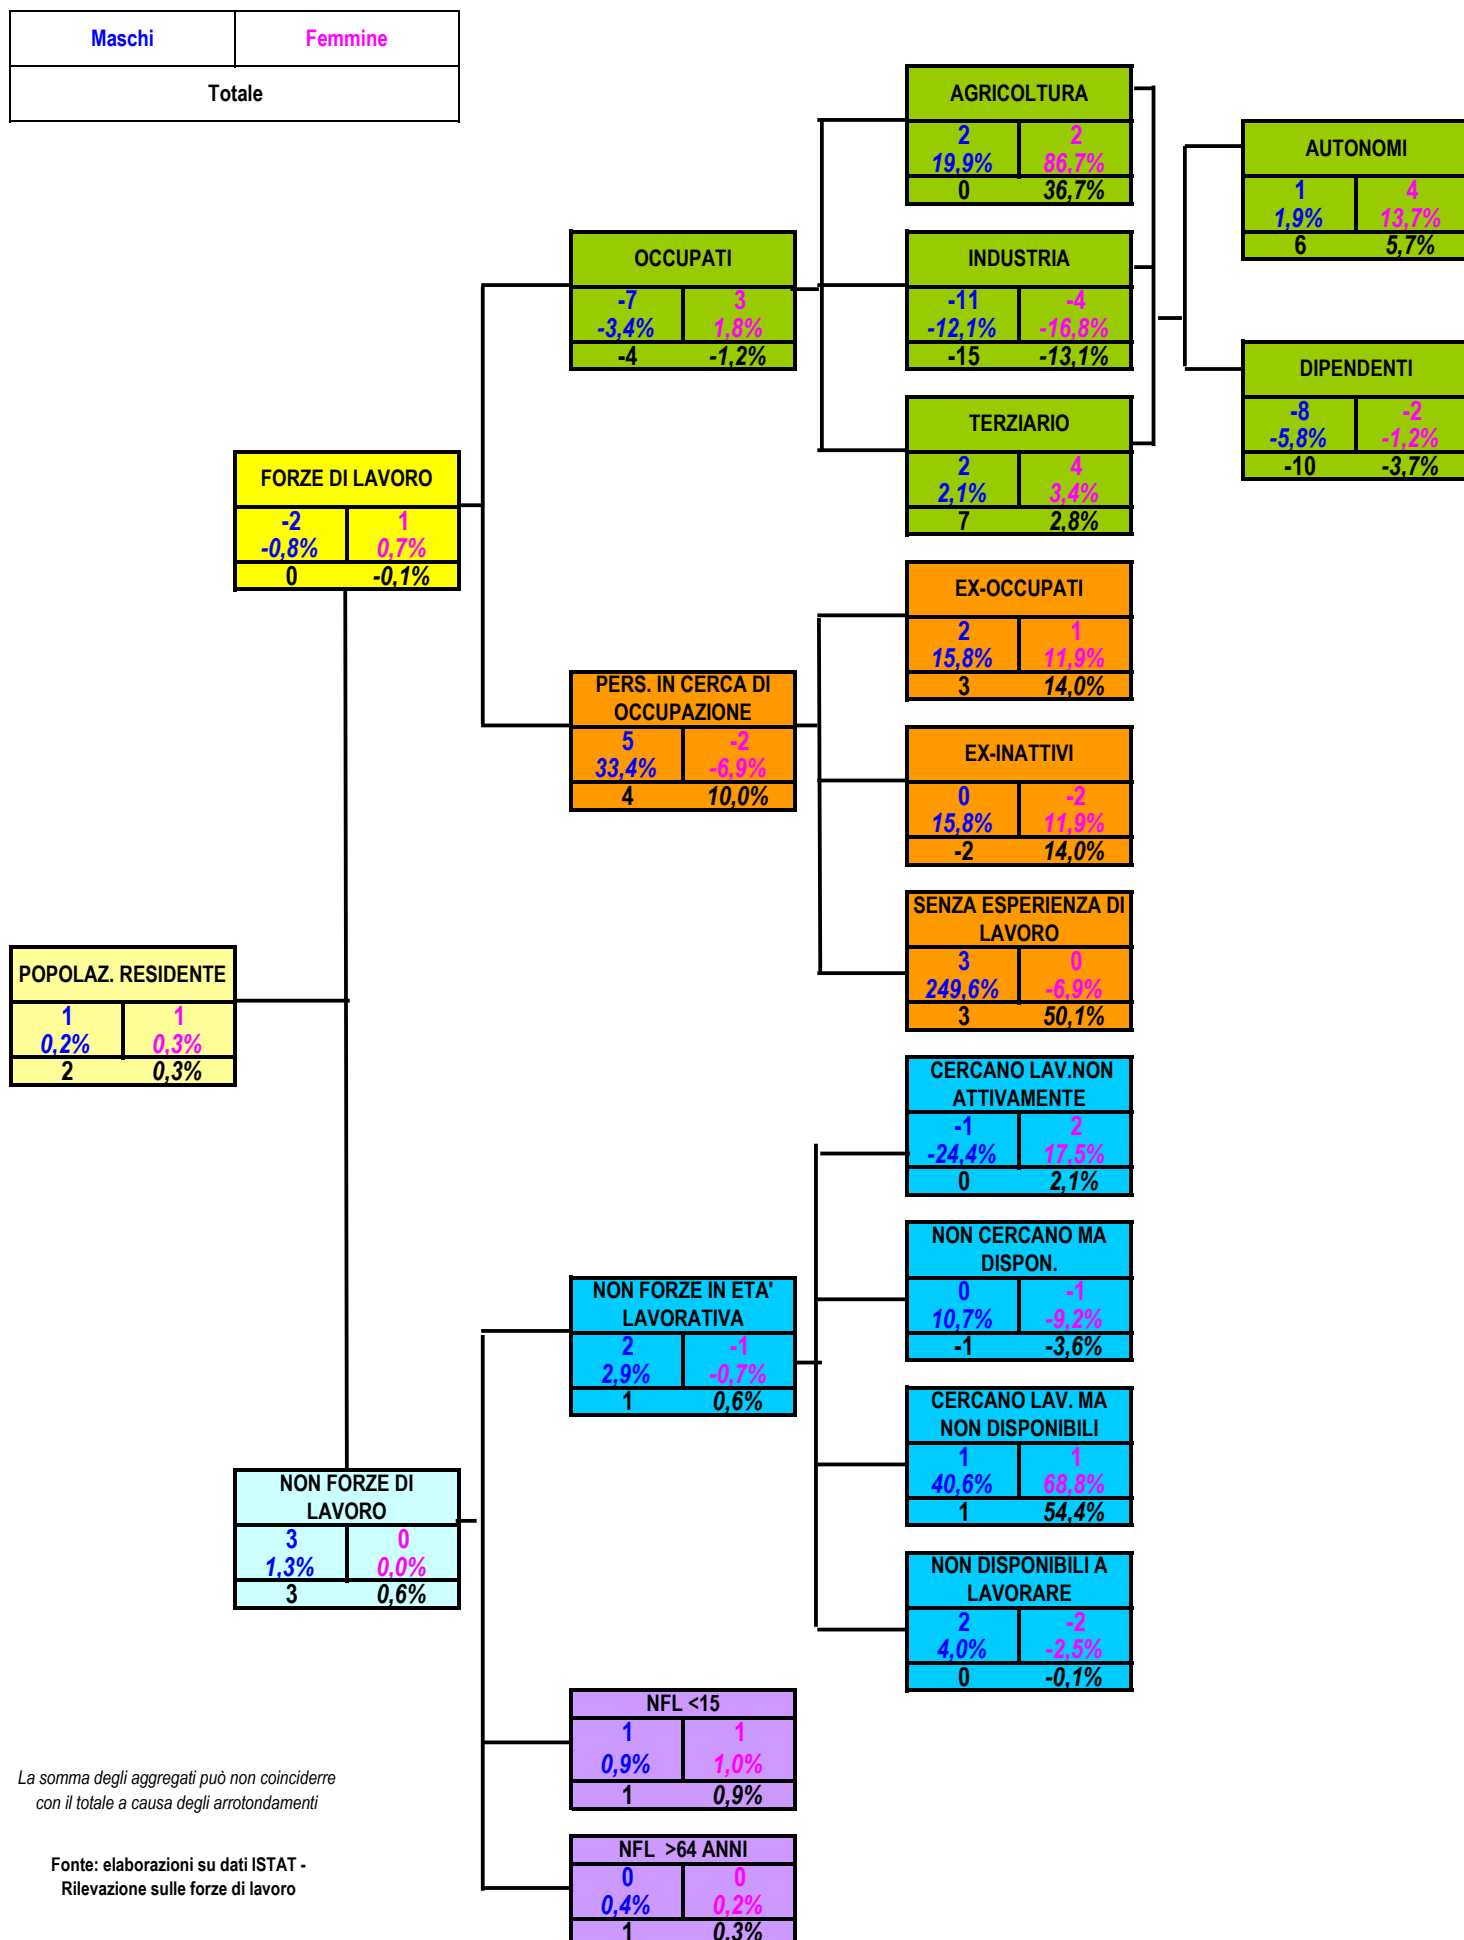 Maschi Femmine
Totale
AGRICOLTURA
2 2
19,9% 86,7%
0 36,7%
AUTONOMI
1 4
1,9% 13,7%
6 5,7%
OCCUPATI
-7 3
-3,4% 1,8%
-4 -1,2%
INDUSTRIA
-11 -4
-12,1% -16,8%
-15 -13,1%
DIPENDENTI
-8 -2
-5,8% -1,2%
-10 -3,7%
TERZIARIO
2 4
2,1% 3,4%
7 2,8%
FORZE DI LAVORO
-2 1
-0,8% 0,7%
0 -0,1%
EX-OCCUPATI
2 1
15,8% 11,9%
3 14,0%
PERS. IN CERCA DI
OCCUPAZIONE
5 -2
33,4% -6,9%
4 10,0%
EX-INATTIVI
0 -2
15,8% 11,9%
-2 14,0%
SENZA ESPERIENZA DI
LAVORO
3 0
249,6% -6,9%
3 50,1%
POPOLAZ. RESIDENTE
1 1
0,2% 0,3%
2 0,3%
CERCANO LAV.NON
ATTIVAMENTE
-1 2
-24,4% 17,5%
0 2,1%
NON CERCANO MA
DISPON.
0 -1
10,7% -9,2%
-1 -3,6%
NON FORZE IN ETA'
LAVORATIVA
2 -1
2,9% -0,7%
1 0,6%
CERCANO LAV. MA
NON DISPONIBILI
1 1
40,6% 68,8%
1 54,4%
NON FORZE DI
LAVORO
3 0
1,3% 0,0%
3 0,6%
NON DISPONIBILI A
LAVORARE
2 -2
4,0% -2,5%
0 -0,1%
NFL <15
1 1
0,9% 1,0%
1 0,9%
NFL >64 ANNI
0 0
0,4% 0,2%
1 0,3%
La somma degli aggregati può non coinciderre
con il totale a causa degli arrotondamenti
Fonte: elaborazioni su dati ISTAT -
Rilevazione sulle forze di lavoro